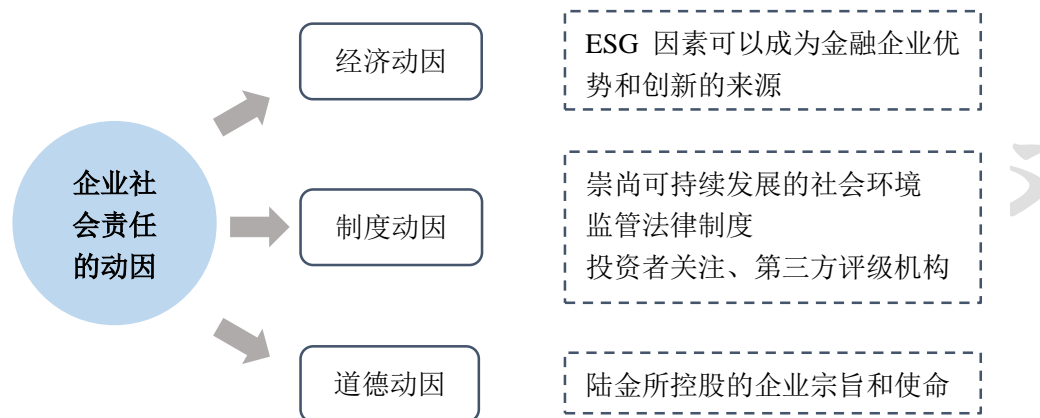 经济动因
ESG 因素可以成为金融企业优
势和创新的来源
企业社
会责任
的动因
制度动因
崇尚可持续发展的社会环境
监管法律制度
投资者关注、第三方评级机构
道德动因
陆金所控股的企业宗旨和使命